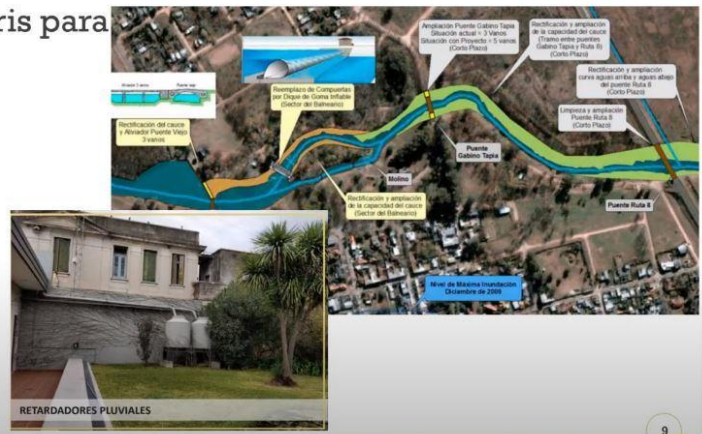 ris para
Ampliación Puente Gabino Tapia
Situación actual = 3 Vanos
Situación con Proyecto = 5 vanos
(Corto Plazo)
Rectificación y ampliación
de la capacidad del cauce
(Tramo entre puentes
Gabino Tapia y Ruta 8)
(Corto Plazo)
Rectificación y ampliación
curva aguas arriba y aguas abajo
del puente Ruta 8
(Corto Plazo)
Limpieza y ampliación
Puente Ruta 8
(Corto Plazo)
Reemplazo de Compuertas
por Dique de Goma Inflable
(Sector del Balneario)
Rectificación del cauce
y Aliviador Puente Viejo
3 vanos
Puente
Gabino Tapia
Molino
Rectificación y ampliación
de la capacidad del cauce
(Sector del Balneario)
Puente Ruta 8
Nivel de Máxima Inundación
Diciembre de 2009
RETARDADORES PLUVIALES
9